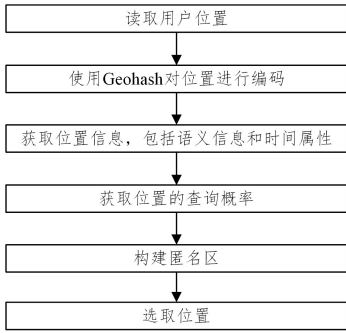 读取用户位置
使用Geohash对位置进行编码
获取位置信息，包括语义信息和时间属性
获取位置的查询概率
构建匿名区
选取位置